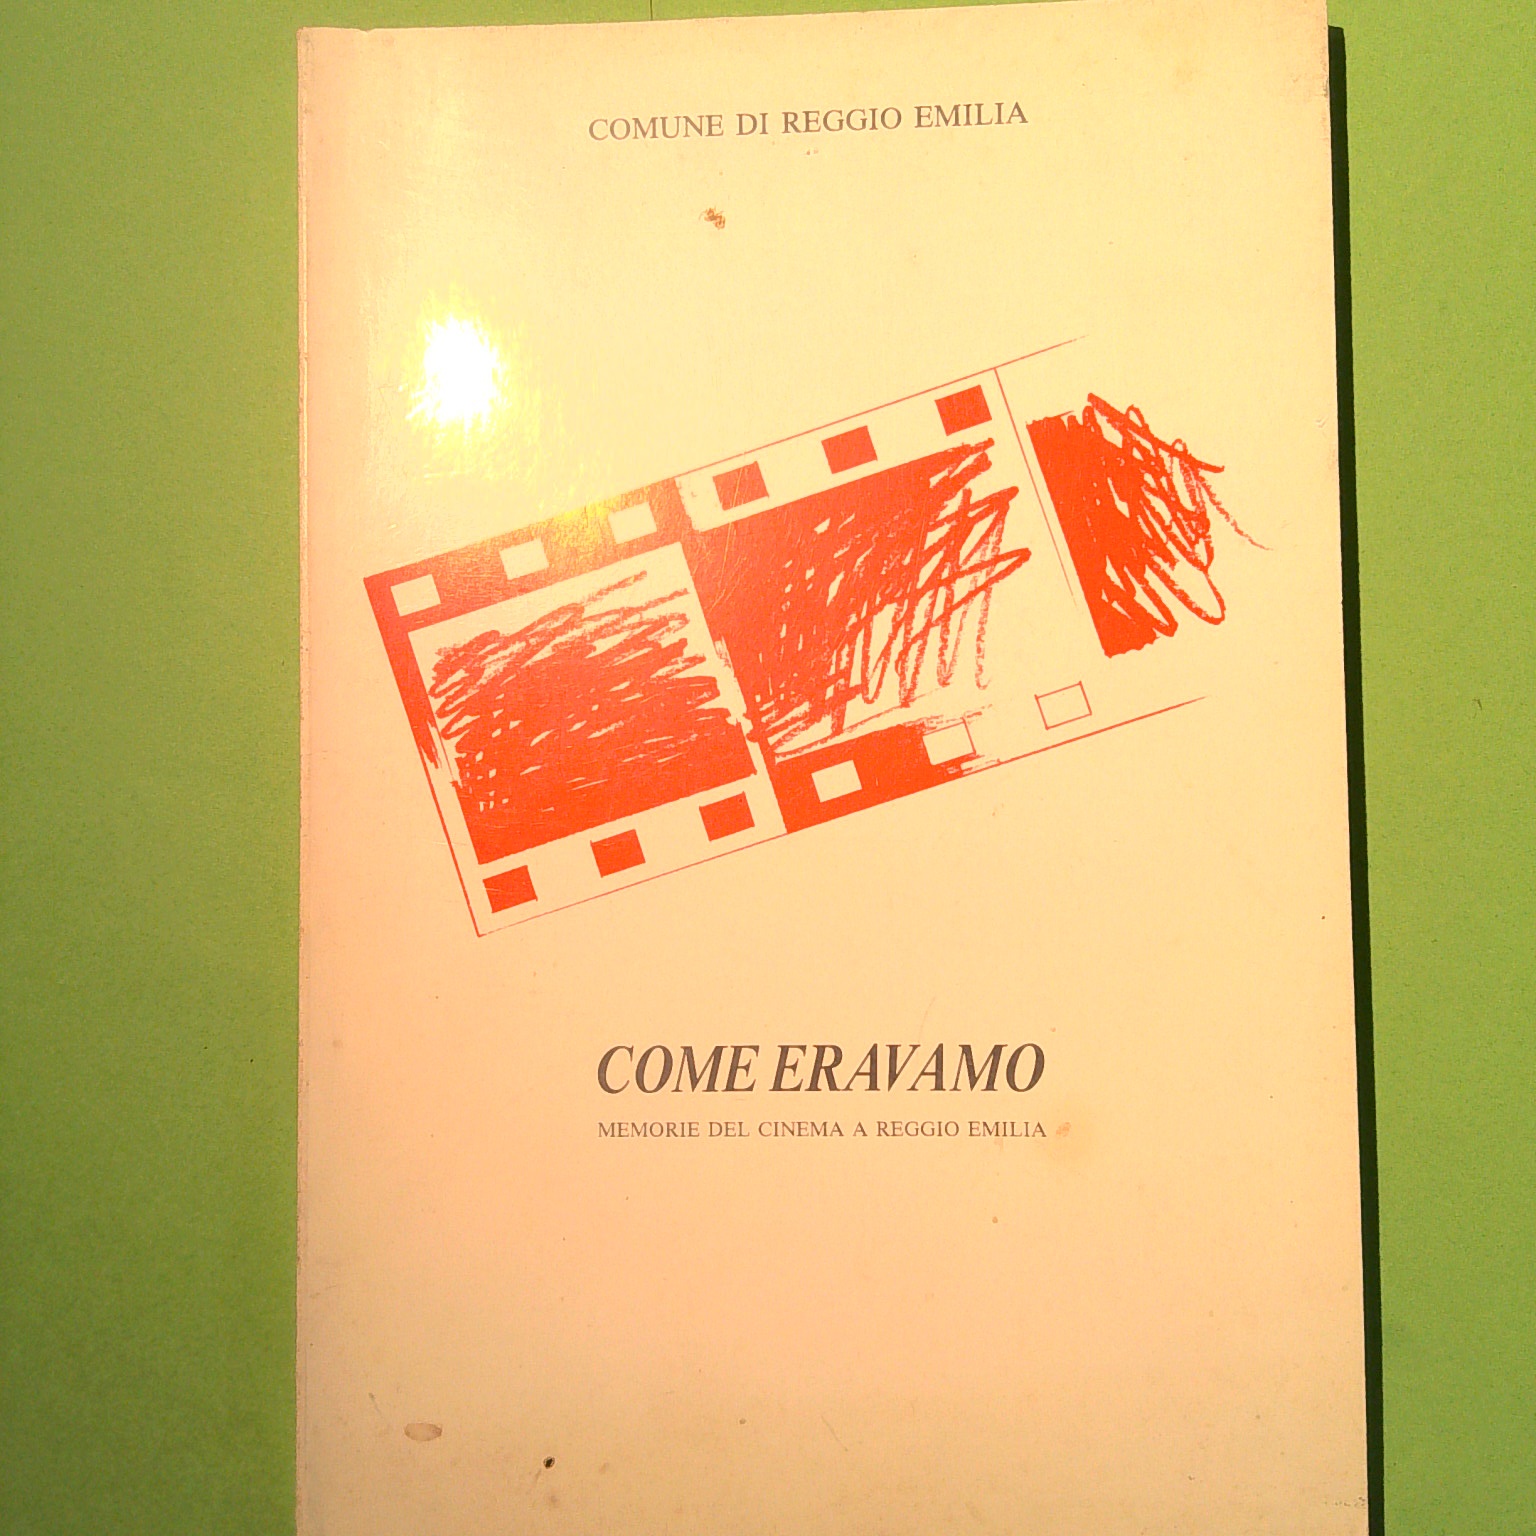 COMUNE DI REGGIO EMILIA
COME ERAVAMO
MEMORIE DEL CINEMA A REGGIO EMILIA